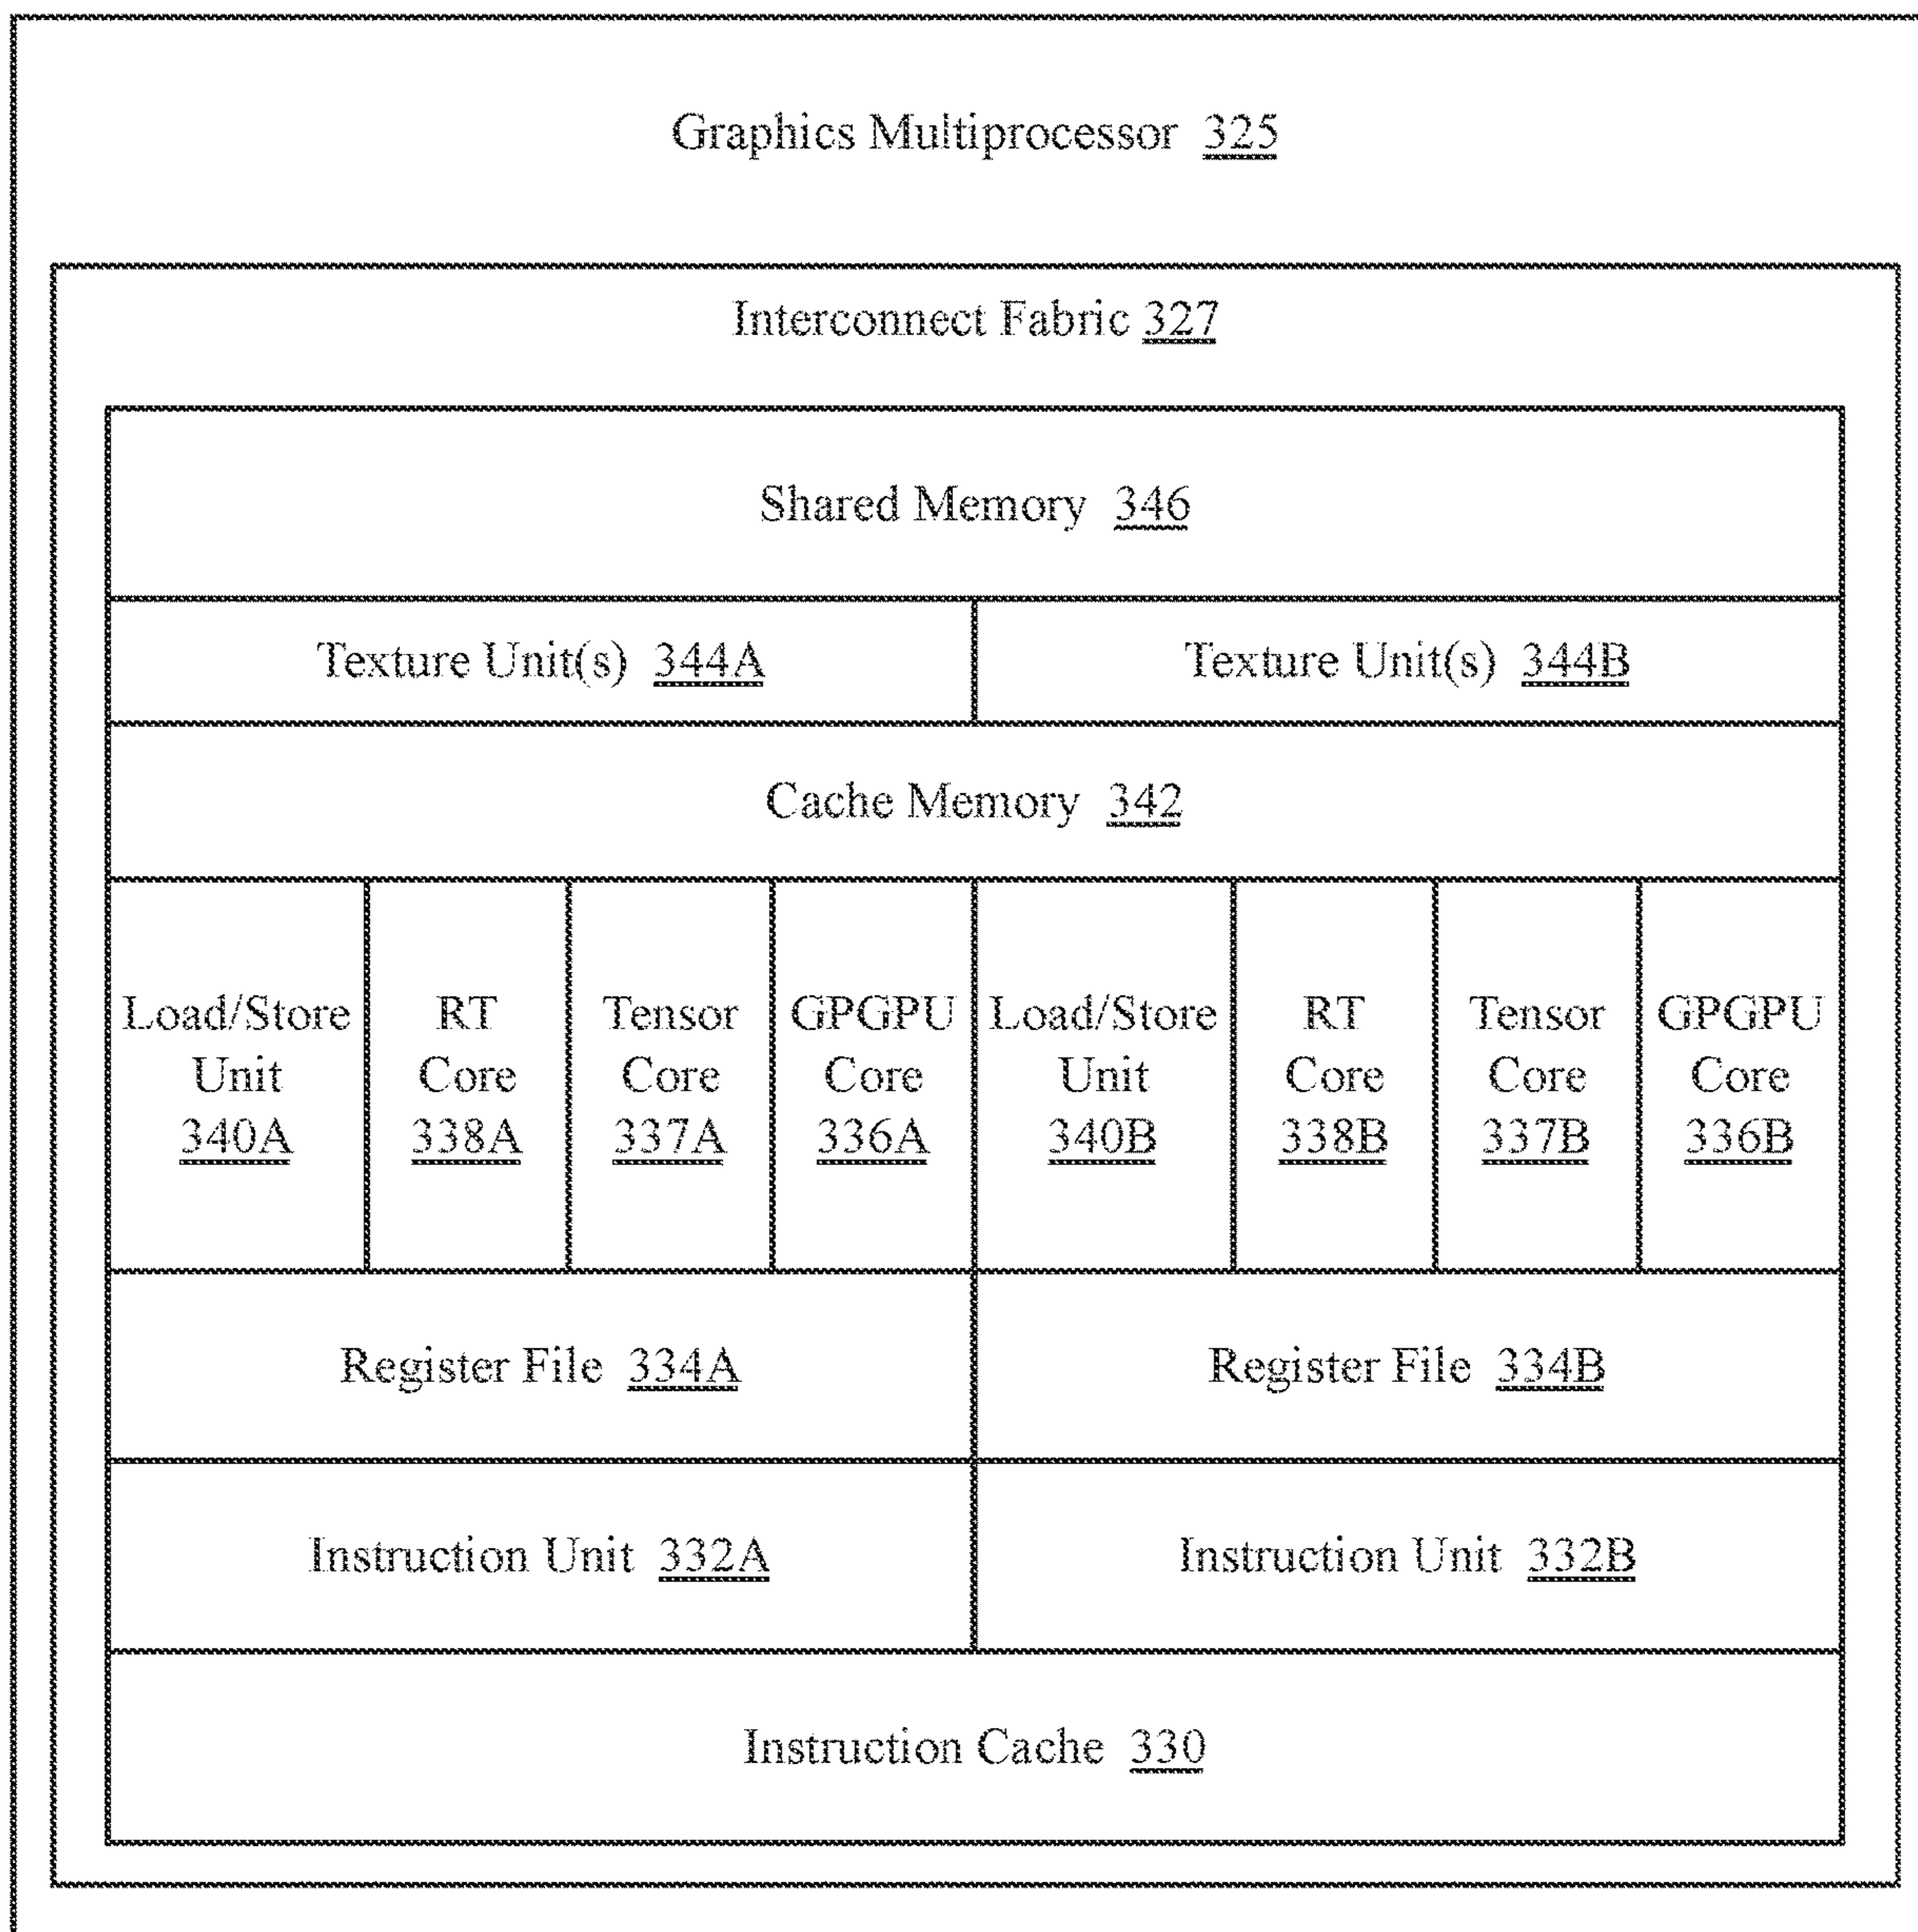 Graphics Multiprocessor 325
Interconnect Fabric 327
Shared Memory 346
Texture Unit(s) 344A
Texture Unit(s) 344B
Cache Memory 342
Load/Store
Unit
340A
RT
Core
338A
Tensor
Core
337A
GPGPU
Core
336A
Load/Store
Unit
340B
RT
Core
338B
Tensor
Core
337B
GPGPU
Core
336B
Register File 334A
Register File 334B
Instruction Unit 332A
Instruction Unit 332B
Instruction Cache 330